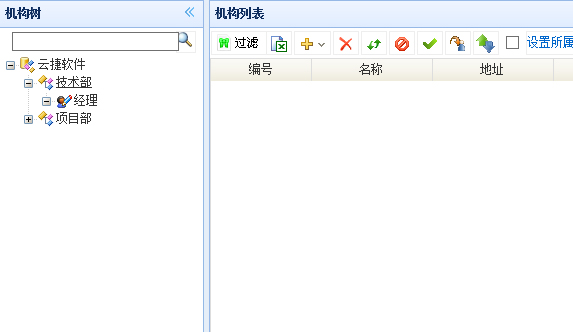 机构树
云捷软件
技术部
经理
项目部
机构列表
过滤 设置所属
编号 名称 地址